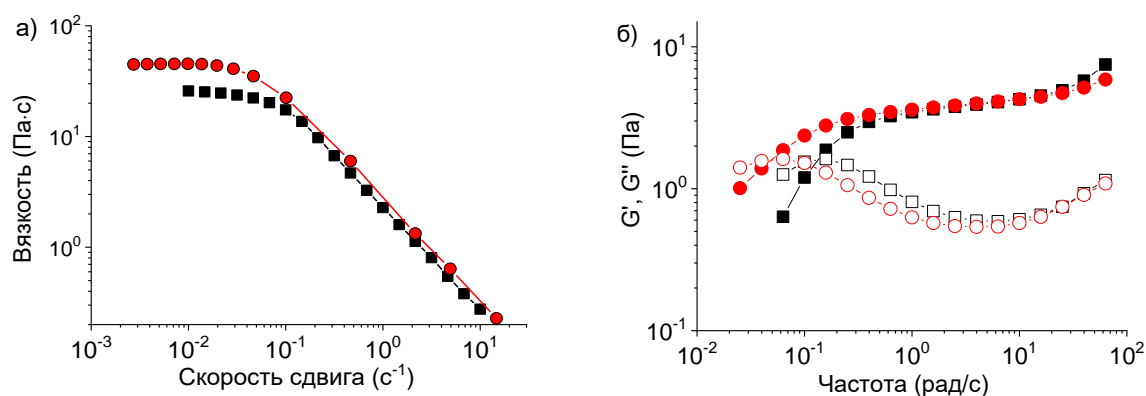 а)
10²
10¹
10⁰
Вязкость (Па·с)
10⁻³ 10⁻² 10⁻¹ 10⁰ 10¹
Скорость сдвига (с⁻¹)
б)
10¹
10⁰
10⁻¹
G', G'' (Па)
10⁻² 10⁻¹ 10⁰ 10¹ 10²
Частота (рад/с)